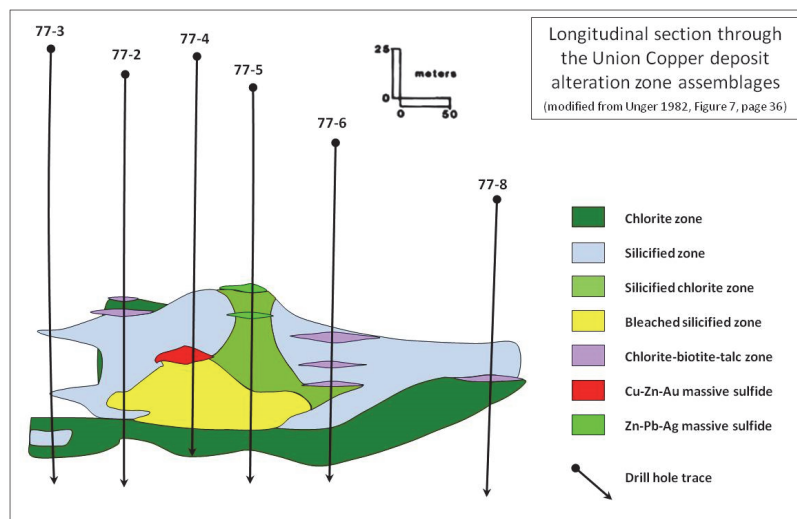 77-3
77-2
77-4
77-5
77-6
77-8
25
meters
0
0 50
Longitudinal section through
the Union Copper deposit
alteration zone assemblages
(modified from Unger 1982, Figure 7, page 36)
Chlorite zone
Silicified zone
Silicified chlorite zone
Bleached silicified zone
Chlorite-biotite-talc zone
Cu-Zn-Au massive sulfide
Zn-Pb-Ag massive sulfide
Drill hole trace